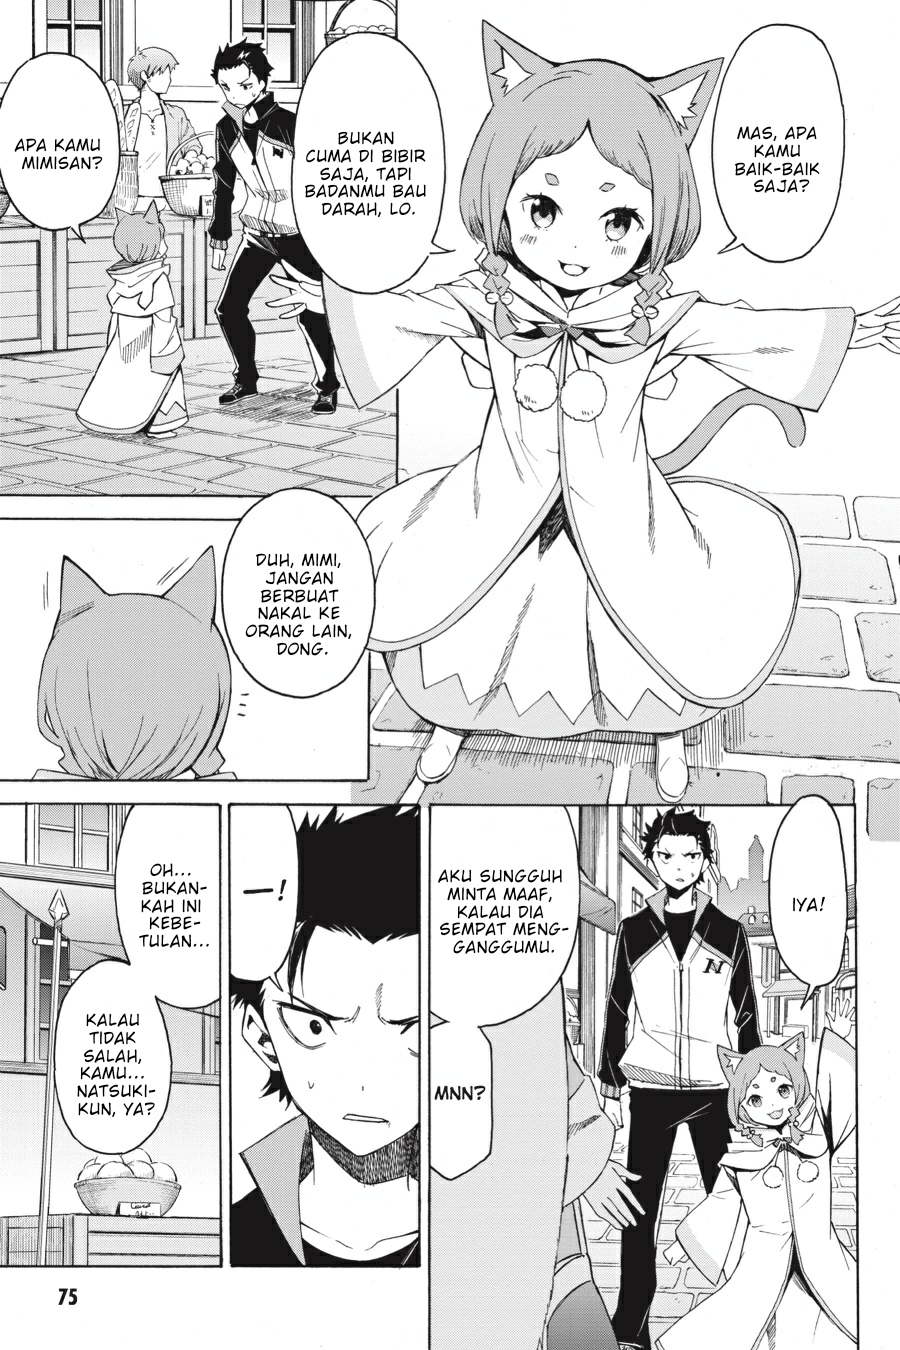 MAS, APA
KAMU
BAIK-BAIK
SAJA?
BUKAN
CUMA DI BIBIR
SAJA, TAPI
BADANMU BAU
DARAH, LO.
APA KAMU
MIMISAN?
N
DUH, MIMI,
JANGAN
BERBUAT
NAKAL KE
ORANG LAIN,
DONG.
IYA!
N
AKU SUNGGUH
MINTA MAAF,
KALAU DIA
SEMPAT MENG-
GANGGUMU.
MNN?
—!
OH...
BUKAN-
KAH INI
KEBE-
TULAN...
KALAU
TIDAK
SALAH,
KAMU...
NATSUKI-
KUN, YA?
75